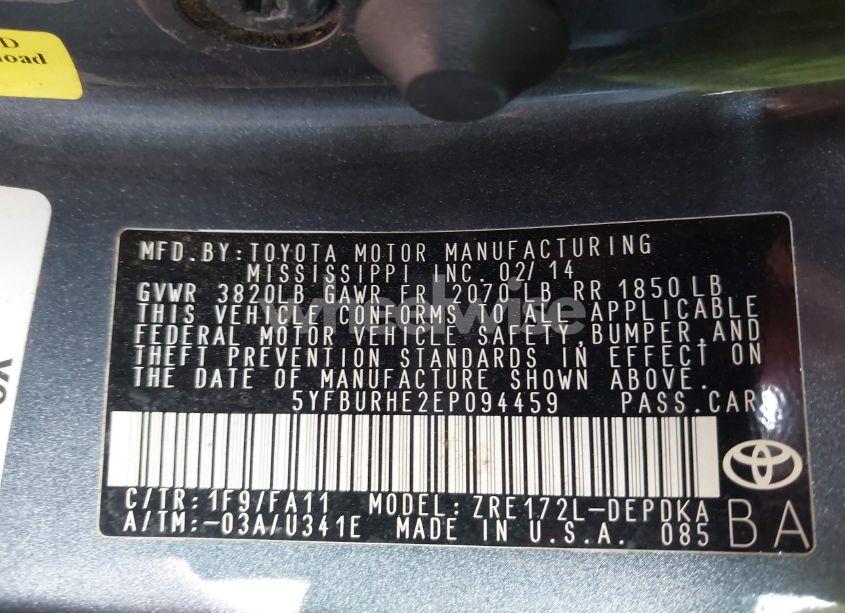 D
oad
MFD.BY:TOYOTA MOTOR MANUFACTURING
MISSISSIPPI INC. 02/14
GVWR 3820LB GAWR FR 2070LB RR 1850LB
THIS VEHICLE CONFORMS TO ALL APPLICABLE
FEDERAL MOTOR VEHICLE SAFETY,BUMPER,AND
THEFT PREVENTION STANDARDS IN EFFECT ON
THE DATE OF MANUFACTURE SHOWN ABOVE.
5YFBURHE2EP094459 PASS.CAR
C/TR:1F9/FA11 MODEL:ZRE172L-DEPDKA
A/TM:-03A/U341E MADE IN U.S.A. 085
BA
wheelwise